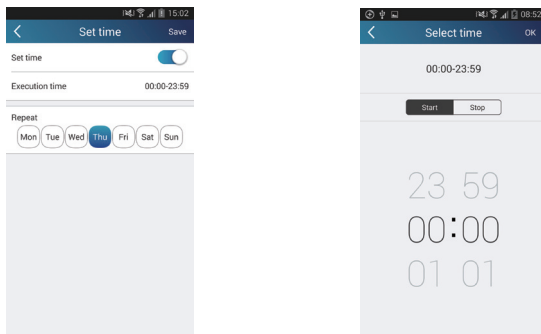 15:02
Set time Save
Set time
Execution time 00:00-23:59
Repeat
Mon Tue Wed Thu Fri Sat Sun
08:52
Select time OK
00:00-23:59
Start Stop
23 59
00:00
01 01